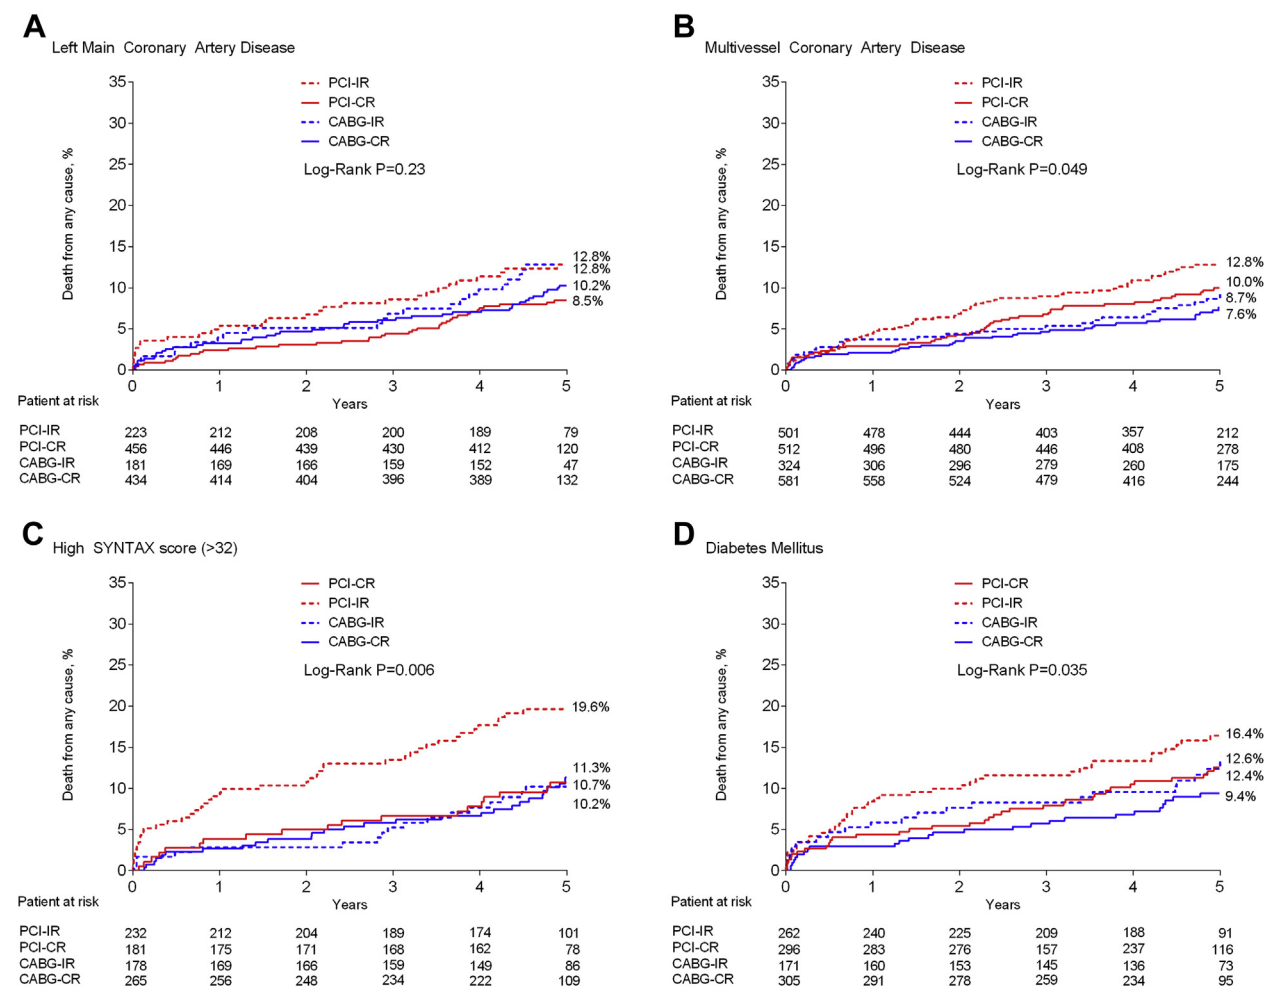 A
Left Main Coronary Artery Disease
PCI-IR
PCI-CR
CABG-IR
CABG-CR
Log-Rank P=0.23
Death from any cause, %
35
30
25
20
15
10
5
0
12.8%
12.8%
10.2%
8.5%
0 1 2 3 4 5
Years
Patient at risk
PCI-IR 223 212 208 200 189 79
PCI-CR 456 446 439 430 412 120
CABG-IR 181 169 166 159 152 47
CABG-CR 434 414 404 396 389 132
B
Multivessel Coronary Artery Disease
PCI-IR
PCI-CR
CABG-IR
CABG-CR
Log-Rank P=0.049
Death from any cause, %
35
30
25
20
15
10
5
0
12.8%
10.0%
8.7%
7.6%
0 1 2 3 4 5
Years
Patient at risk
PCI-IR 501 478 444 403 357 212
PCI-CR 512 496 480 446 408 278
CABG-IR 324 306 296 279 260 175
CABG-CR 581 558 524 479 416 244
C
High SYNTAX score (>32)
PCI-CR
PCI-IR
CABG-IR
CABG-CR
Log-Rank P=0.006
Death from any cause, %
35
30
25
20
15
10
5
0
19.6%
11.3%
10.7%
10.2%
0 1 2 3 4 5
Years
Patient at risk
PCI-IR 232 212 204 189 174 101
PCI-CR 181 175 171 168 162 78
CABG-IR 178 169 166 159 149 86
CABG-CR 265 256 248 234 222 109
D
Diabetes Mellitus
PCI-CR
PCI-IR
CABG-IR
CABG-CR
Log-Rank P=0.035
Death from any cause, %
35
30
25
20
15
10
5
0
16.4%
12.6%
12.4%
9.4%
0 1 2 3 4 5
Years
Patient at risk
PCI-IR 262 240 225 209 188 91
PCI-CR 296 283 276 157 237 116
CABG-IR 171 160 153 145 136 73
CABG-CR 305 291 278 259 234 95